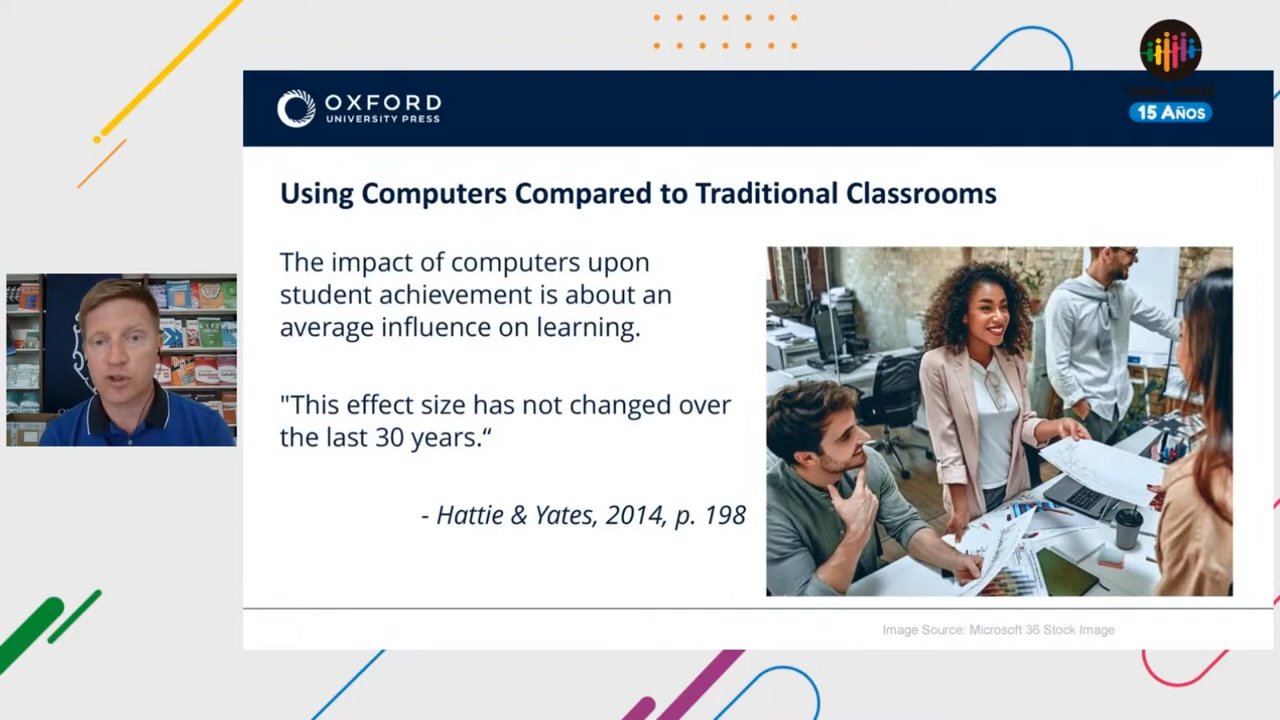 OXFORD
UNIVERSITY PRESS
15 AÑOS
Using Computers Compared to Traditional Classrooms
The impact of computers upon
student achievement is about an
average influence on learning.
"This effect size has not changed over
the last 30 years.“
- Hattie & Yates, 2014, p. 198
Image Source: Microsoft 36 Stock Image